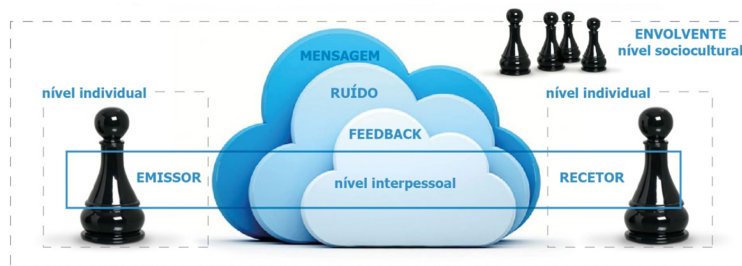 ENVOLVENTE
nível sociocultural
MENSAGEM
nível individual
RUÍDO
nível individual
FEEDBACK
EMISSOR
nível interpessoal
RECETOR